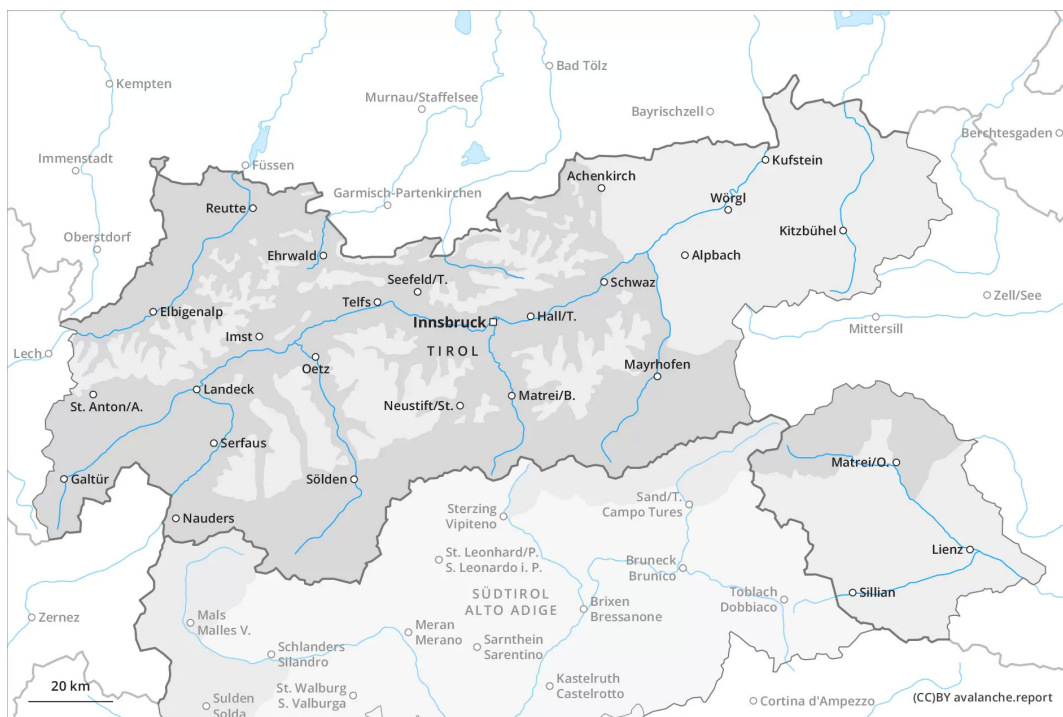 Kempten
Bad Tölz
Murnau/Staffelsee
Bayrischzell
Berchtesgaden
Immenstadt
Füssen
Kufstein
Achenkirch
Garmisch-Partenkirchen
Reutte
Wörgl
Oberstdorf
Kitzbühel
Ehrwald
Alpbach
Seefeld/T.
Schwaz
Zell/See
Telfs
Elbigenalp
Innsbruck
Hall/T.
Mittersill
Imst
TIROL
Lech
Oetz
Mayrhofen
Landeck
St. Anton/A.
Neustift/St.
Matrei/B.
Serfaus
Matrei/O.
Galtür
Sölden
Sand/T.
Campo Tures
Sterzing
Vipiteno
Nauders
Lienz
St. Leonhard/P.
S. Leonardo i. P.
Bruneck
Brunico
Sillian
SÜDTIROL
ALTO ADIGE
Toblach
Dobbiaco
Brixen
Bressanone
Zernez
Mals
Malles V.
Meran
Merano
Sarnthein
Sarentino
Schlanders
Silandro
Kastelruth
Castelrotto
20 km
St. Walburg
S. Valburga
Sulden
Solda
Cortina d'Ampezzo
(CC)BY avalanche.report